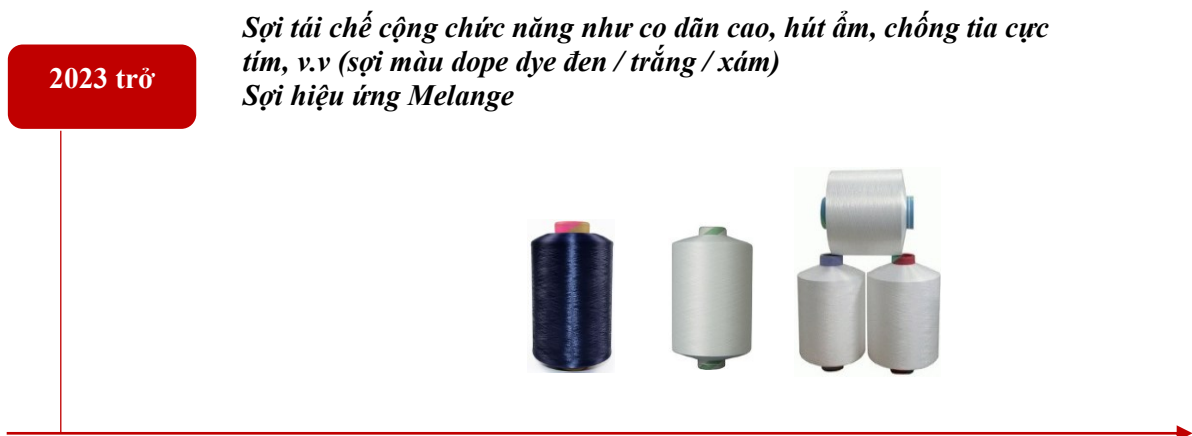 Sợi tái chế cộng chức năng như co dãn cao, hút ẩm, chống tia cực
tím, v.v (sợi màu dope dye đen / trắng / xám)
Sợi hiệu ứng Melange
2023 trở